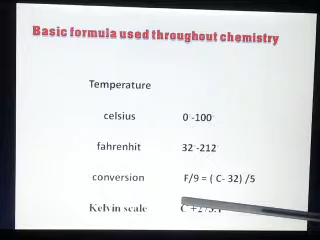 Basic formula used throughout chemistry
Temperature
celsius 0°-100°
fahrenhit 32°-212°
conversion F/9 = ( C- 32) /5
Kelvin scale